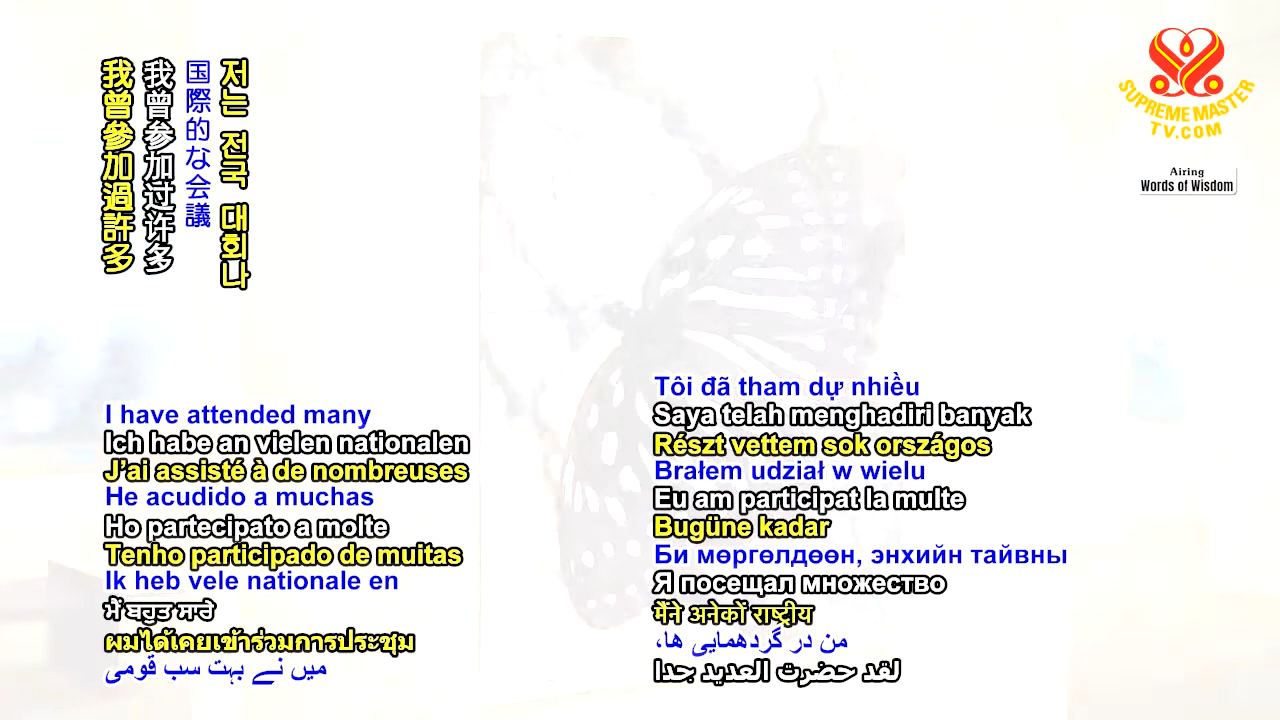 我曾參加過許多
我曾参加过许多
国際的な会議
저는 전국 대회나
SUPREME MASTER
TV.COM
Airing
Words of Wisdom
I have attended many
Ich habe an vielen nationalen
J'ai assisté à de nombreuses
He acudido a muchas
Ho partecipato a molte
Tenho participado de muitas
Ik heb vele nationale en
ਮੈਂ ਬਹੁਤ ਸਾਰੇ
ผมได้เคยเข้าร่วมการประชุม
میں نے بہت سب قومی
Tôi đã tham dự nhiều
Saya telah menghadiri banyak
Részt vettem sok országos
Brałem udział w wielu
Eu am participat la multe
Bugüne kadar
Би мөргөлдөөн, энхийн тайвны
Я посещал множество
मैंने अनेकों राष्ट्रीय
من در گردهمایی ها،
لقد حضرت العديد جدا